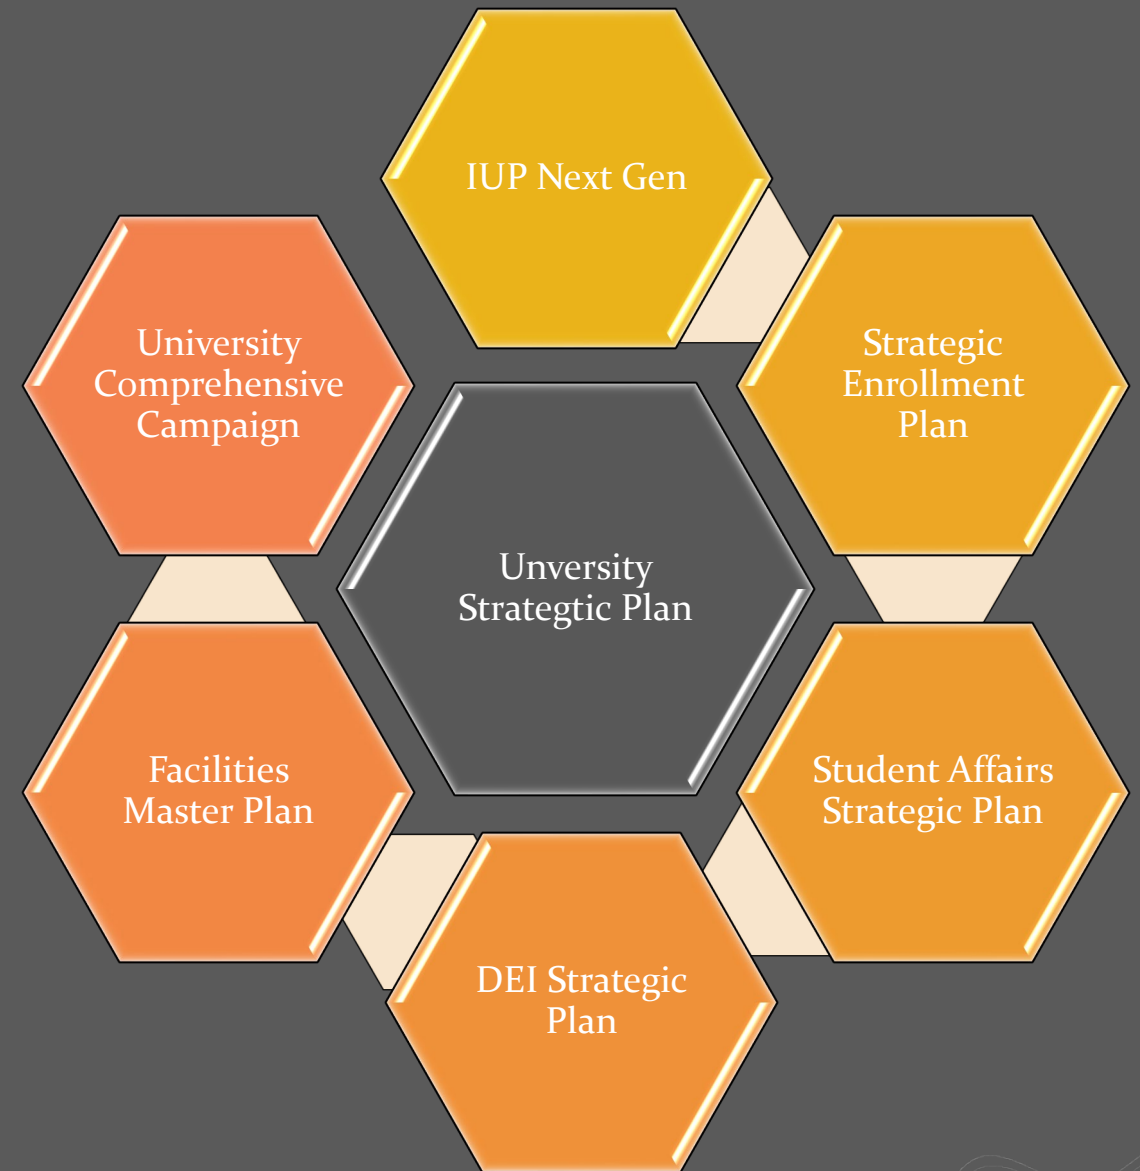 IUP Next Gen
University
Comprehensive
Campaign
Strategic
Enrollment
Plan
Unversity
Strategtic Plan
Facilities
Master Plan
Student Affairs
Strategic Plan
DEI Strategic
Plan